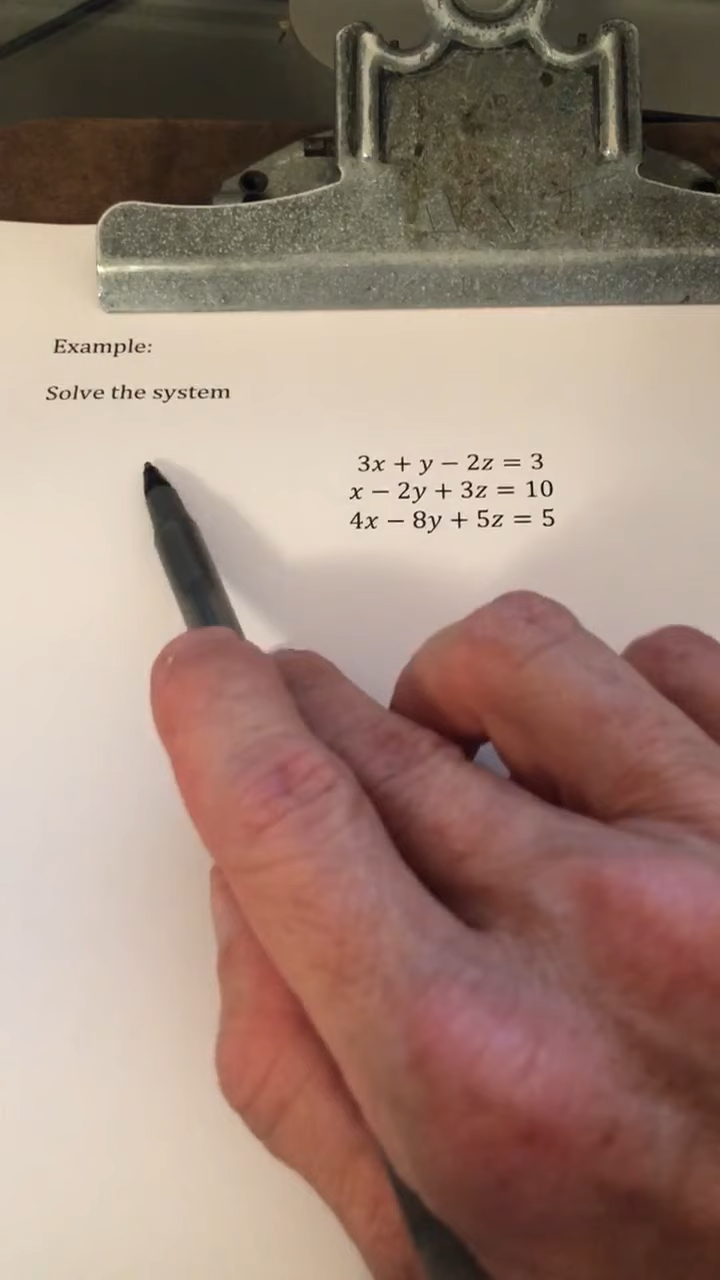 Example:
Solve the system
3x + y − 2z = 3
x − 2y + 3z = 10
4x − 8y + 5z = 5